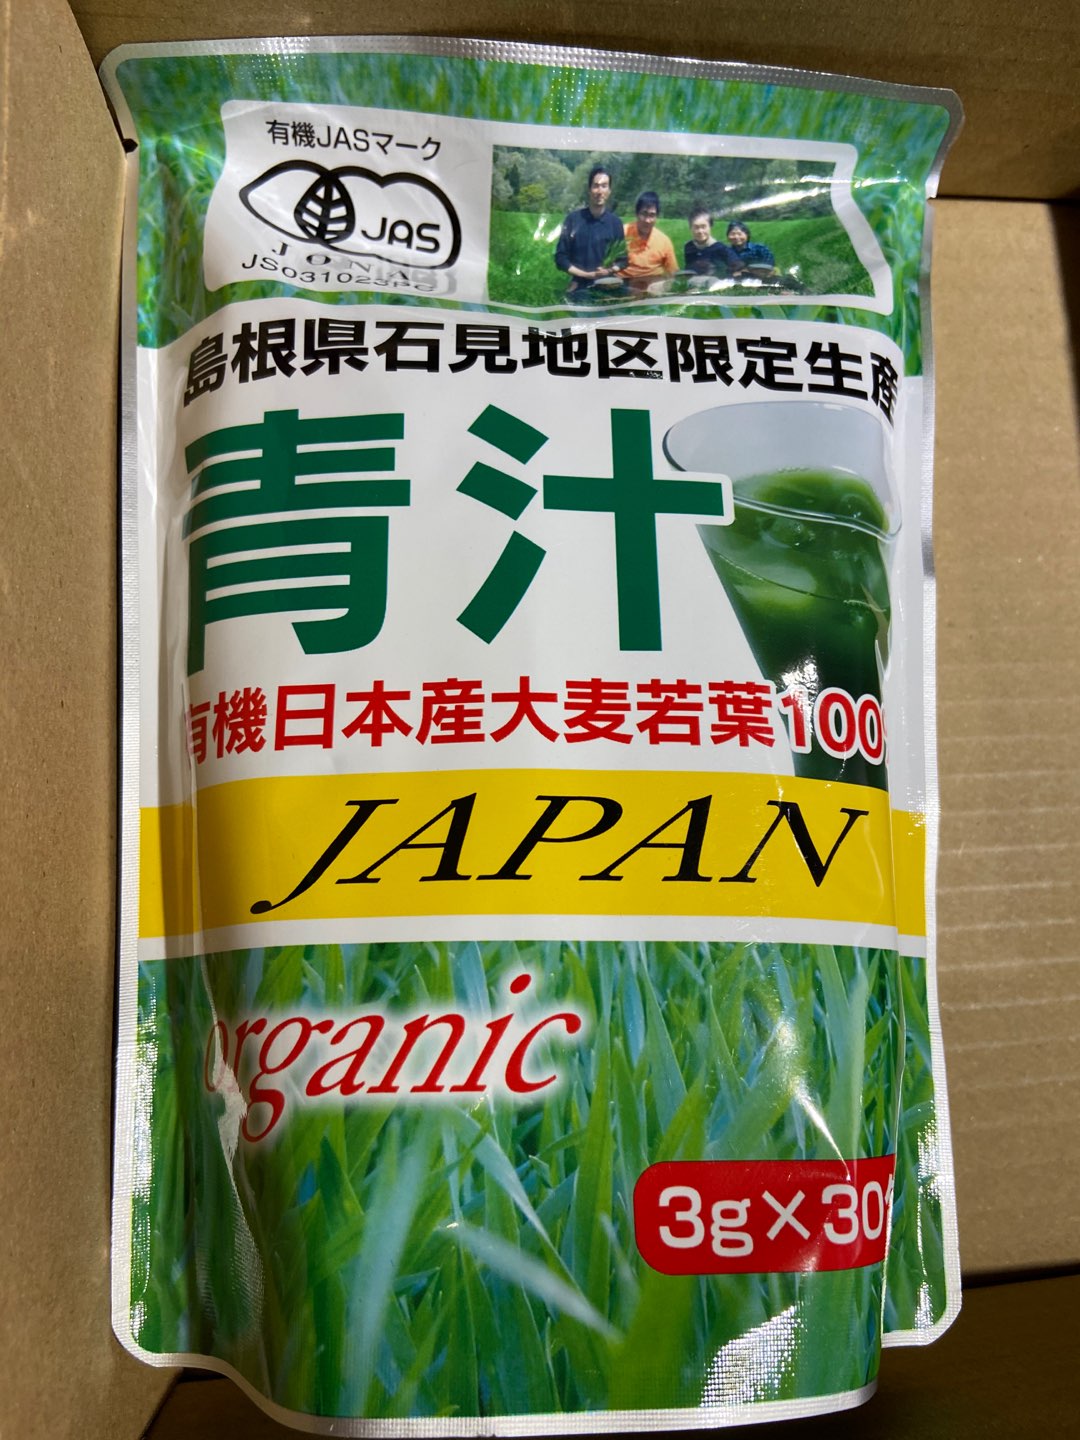 有機JASマーク
JAS
JONA
JS031023PC
島根県石見地区限定生産
青汁
有機日本産大麦若葉100%
JAPAN
organic
3g×30